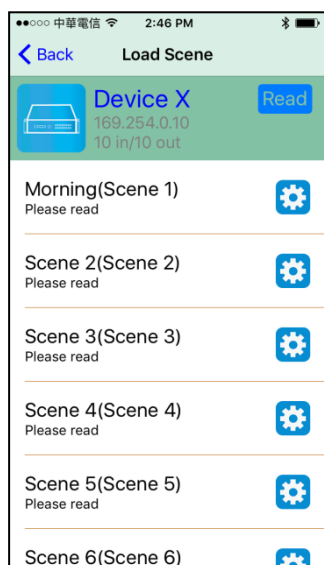 中華電信 2:46 PM
Back Load Scene
Device X Read
169.254.0.10
10 in/10 out
Morning(Scene 1)
Please read
Scene 2(Scene 2)
Please read
Scene 3(Scene 3)
Please read
Scene 4(Scene 4)
Please read
Scene 5(Scene 5)
Please read
Scene 6(Scene 6)